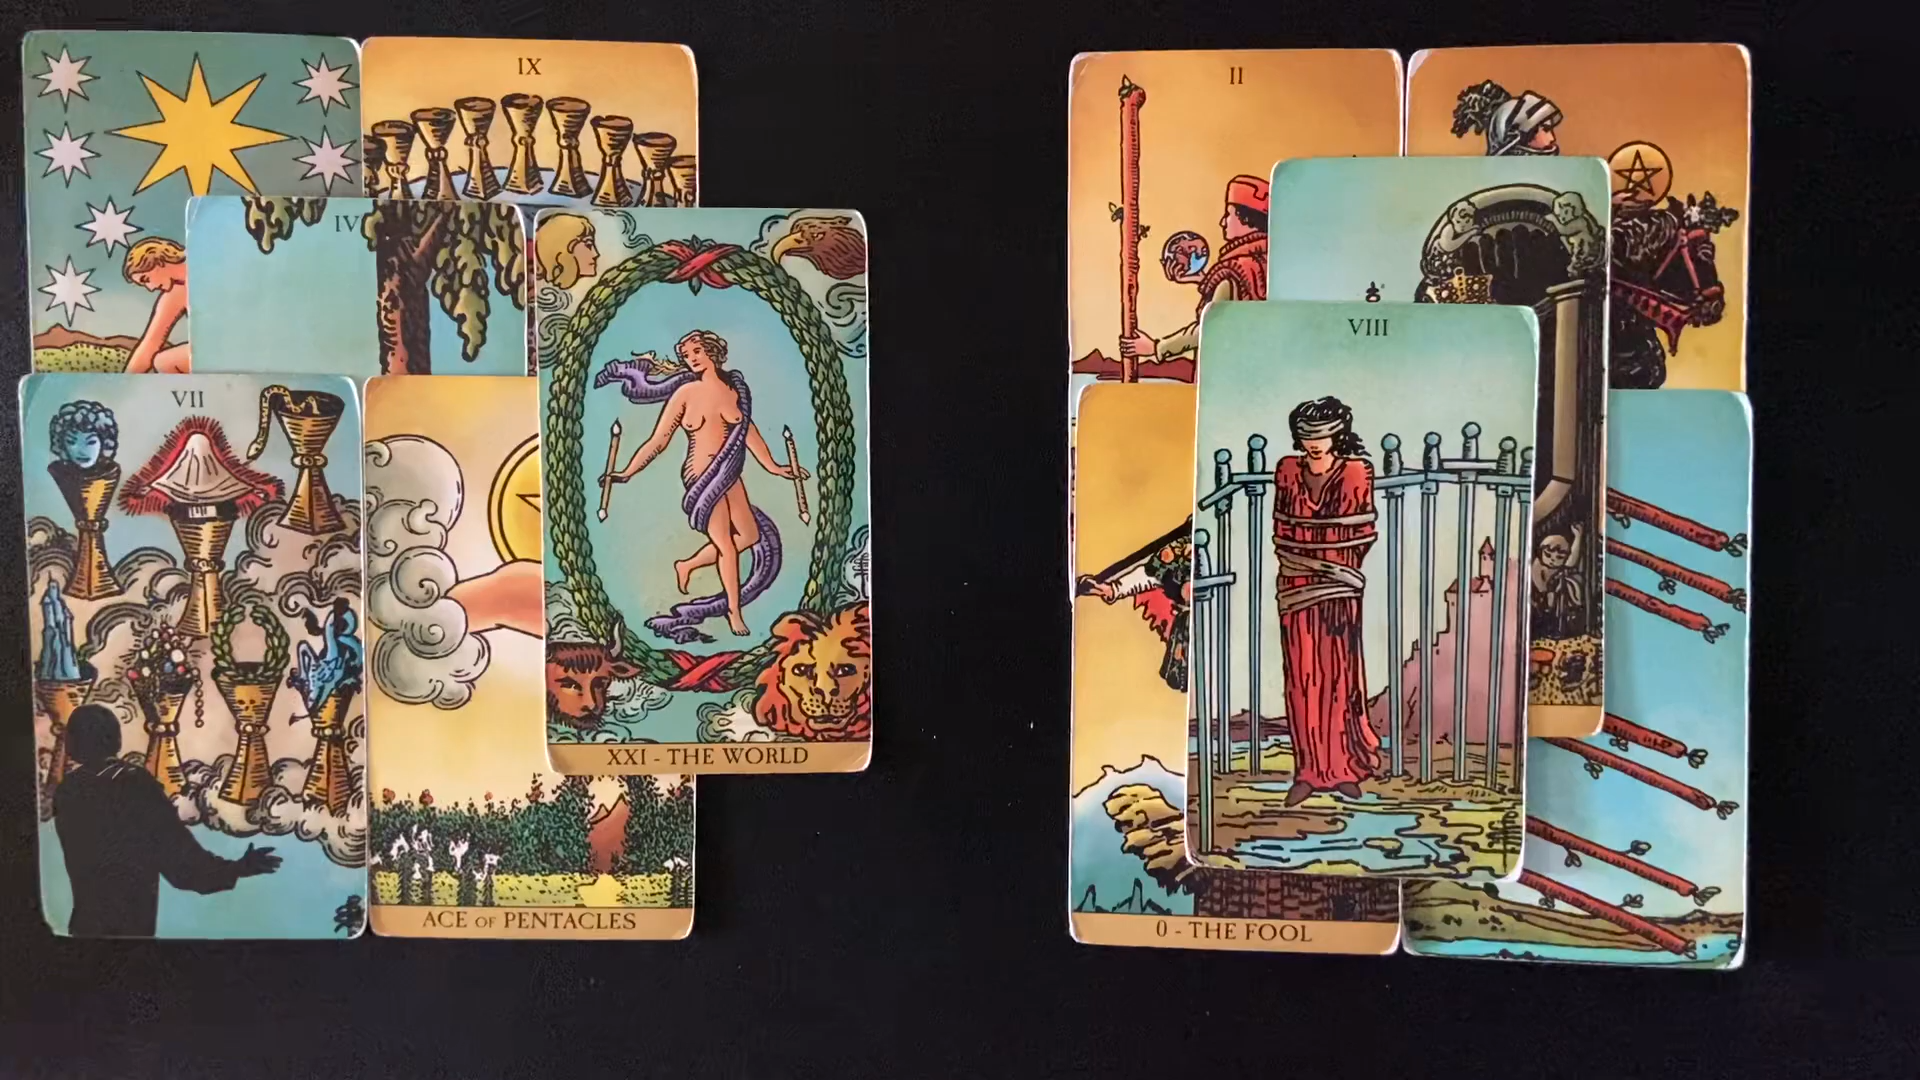 IX
IV
VII
XXI - THE WORLD
ACE OF PENTACLES
II
VIII
0 - THE FOOL